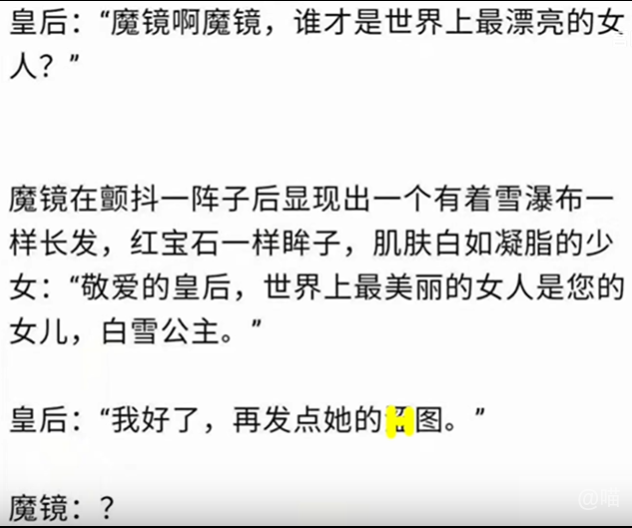 皇后：“魔镜啊魔镜，谁才是世界上最漂亮的女
人？”
魔镜在颤抖一阵子后显现出一个有着雪瀑布一
样长发，红宝石一样眸子，肌肤白如凝脂的少
女：“敬爱的皇后，世界上最美丽的女人是您的
女儿，白雪公主。”
皇后：“我好了，再发点她的图。”
魔镜：？
@喵